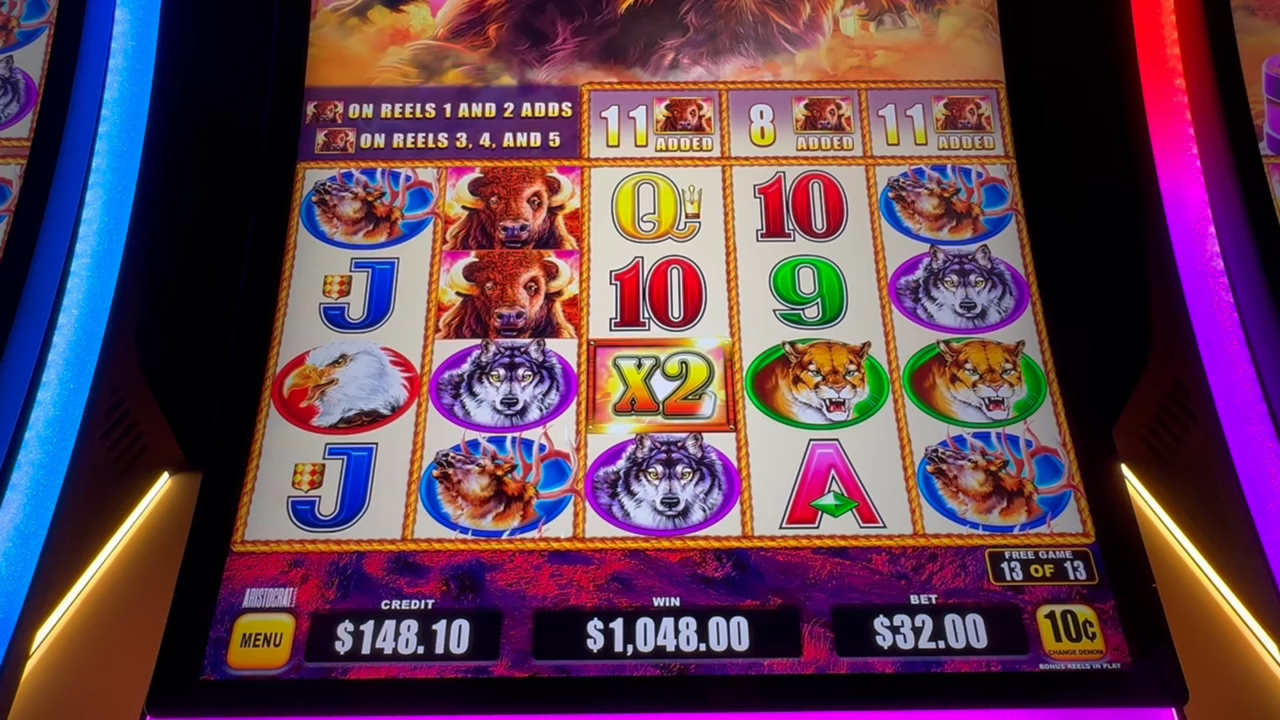 ON REELS 1 AND 2 ADDS
ON REELS 3, 4, AND 5
11 ADDED
8 ADDED
11 ADDED
Q 10
J 10 9
X2
J A
FREE GAME
13 OF 13
ARISTOCRAT
CREDIT WIN BET
MENU $148.10 $1,048.00 $32.00 10¢
CHANGE DENOM
BONUS REELS IN PLAY